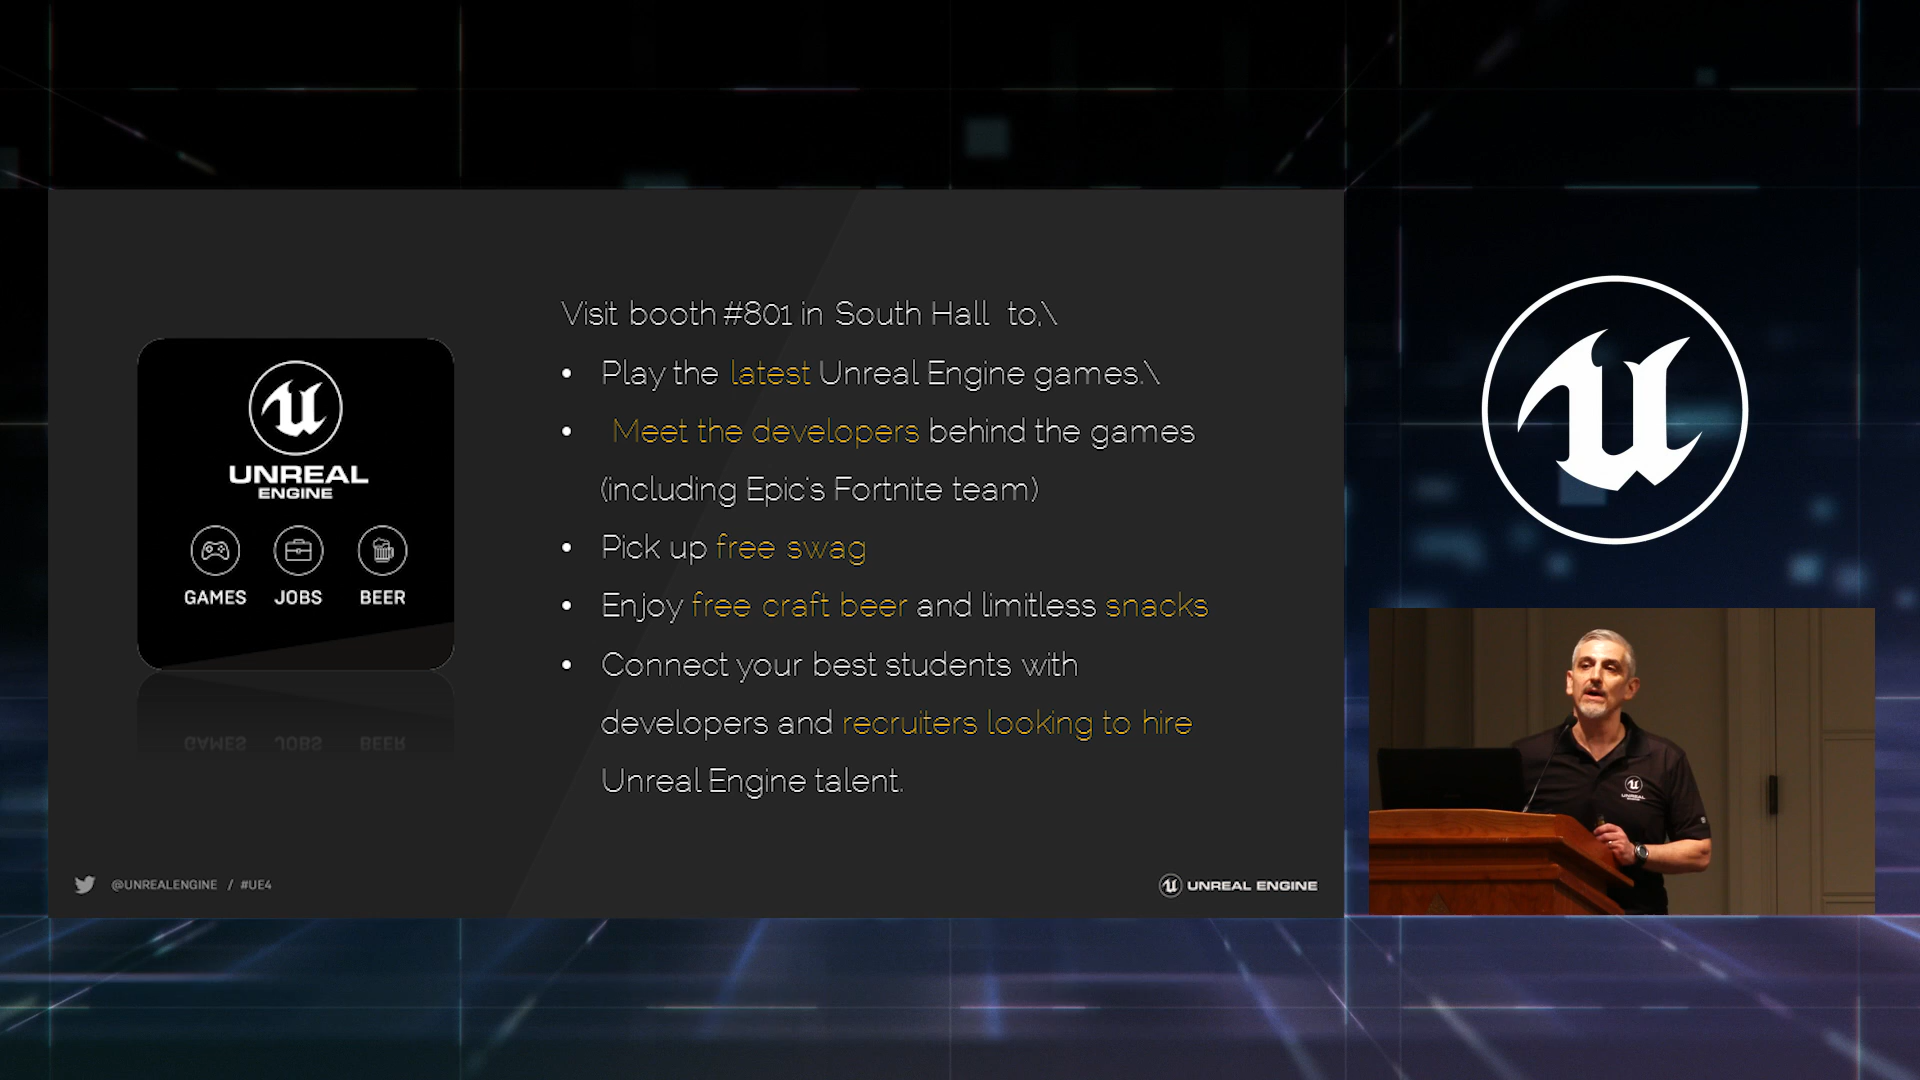 Visit booth #801 in South Hall  to,\
• Play the latest Unreal Engine games.\
•  Meet the developers behind the games
(including Epic's Fortnite team)
• Pick up free swag
• Enjoy free craft beer and limitless snacks
• Connect your best students with
developers and recruiters looking to hire
Unreal Engine talent.
UNREAL
ENGINE
GAMES JOBS BEER
@UNREALENGINE / #UE4
UNREAL ENGINE
UNREAL
ENGINE